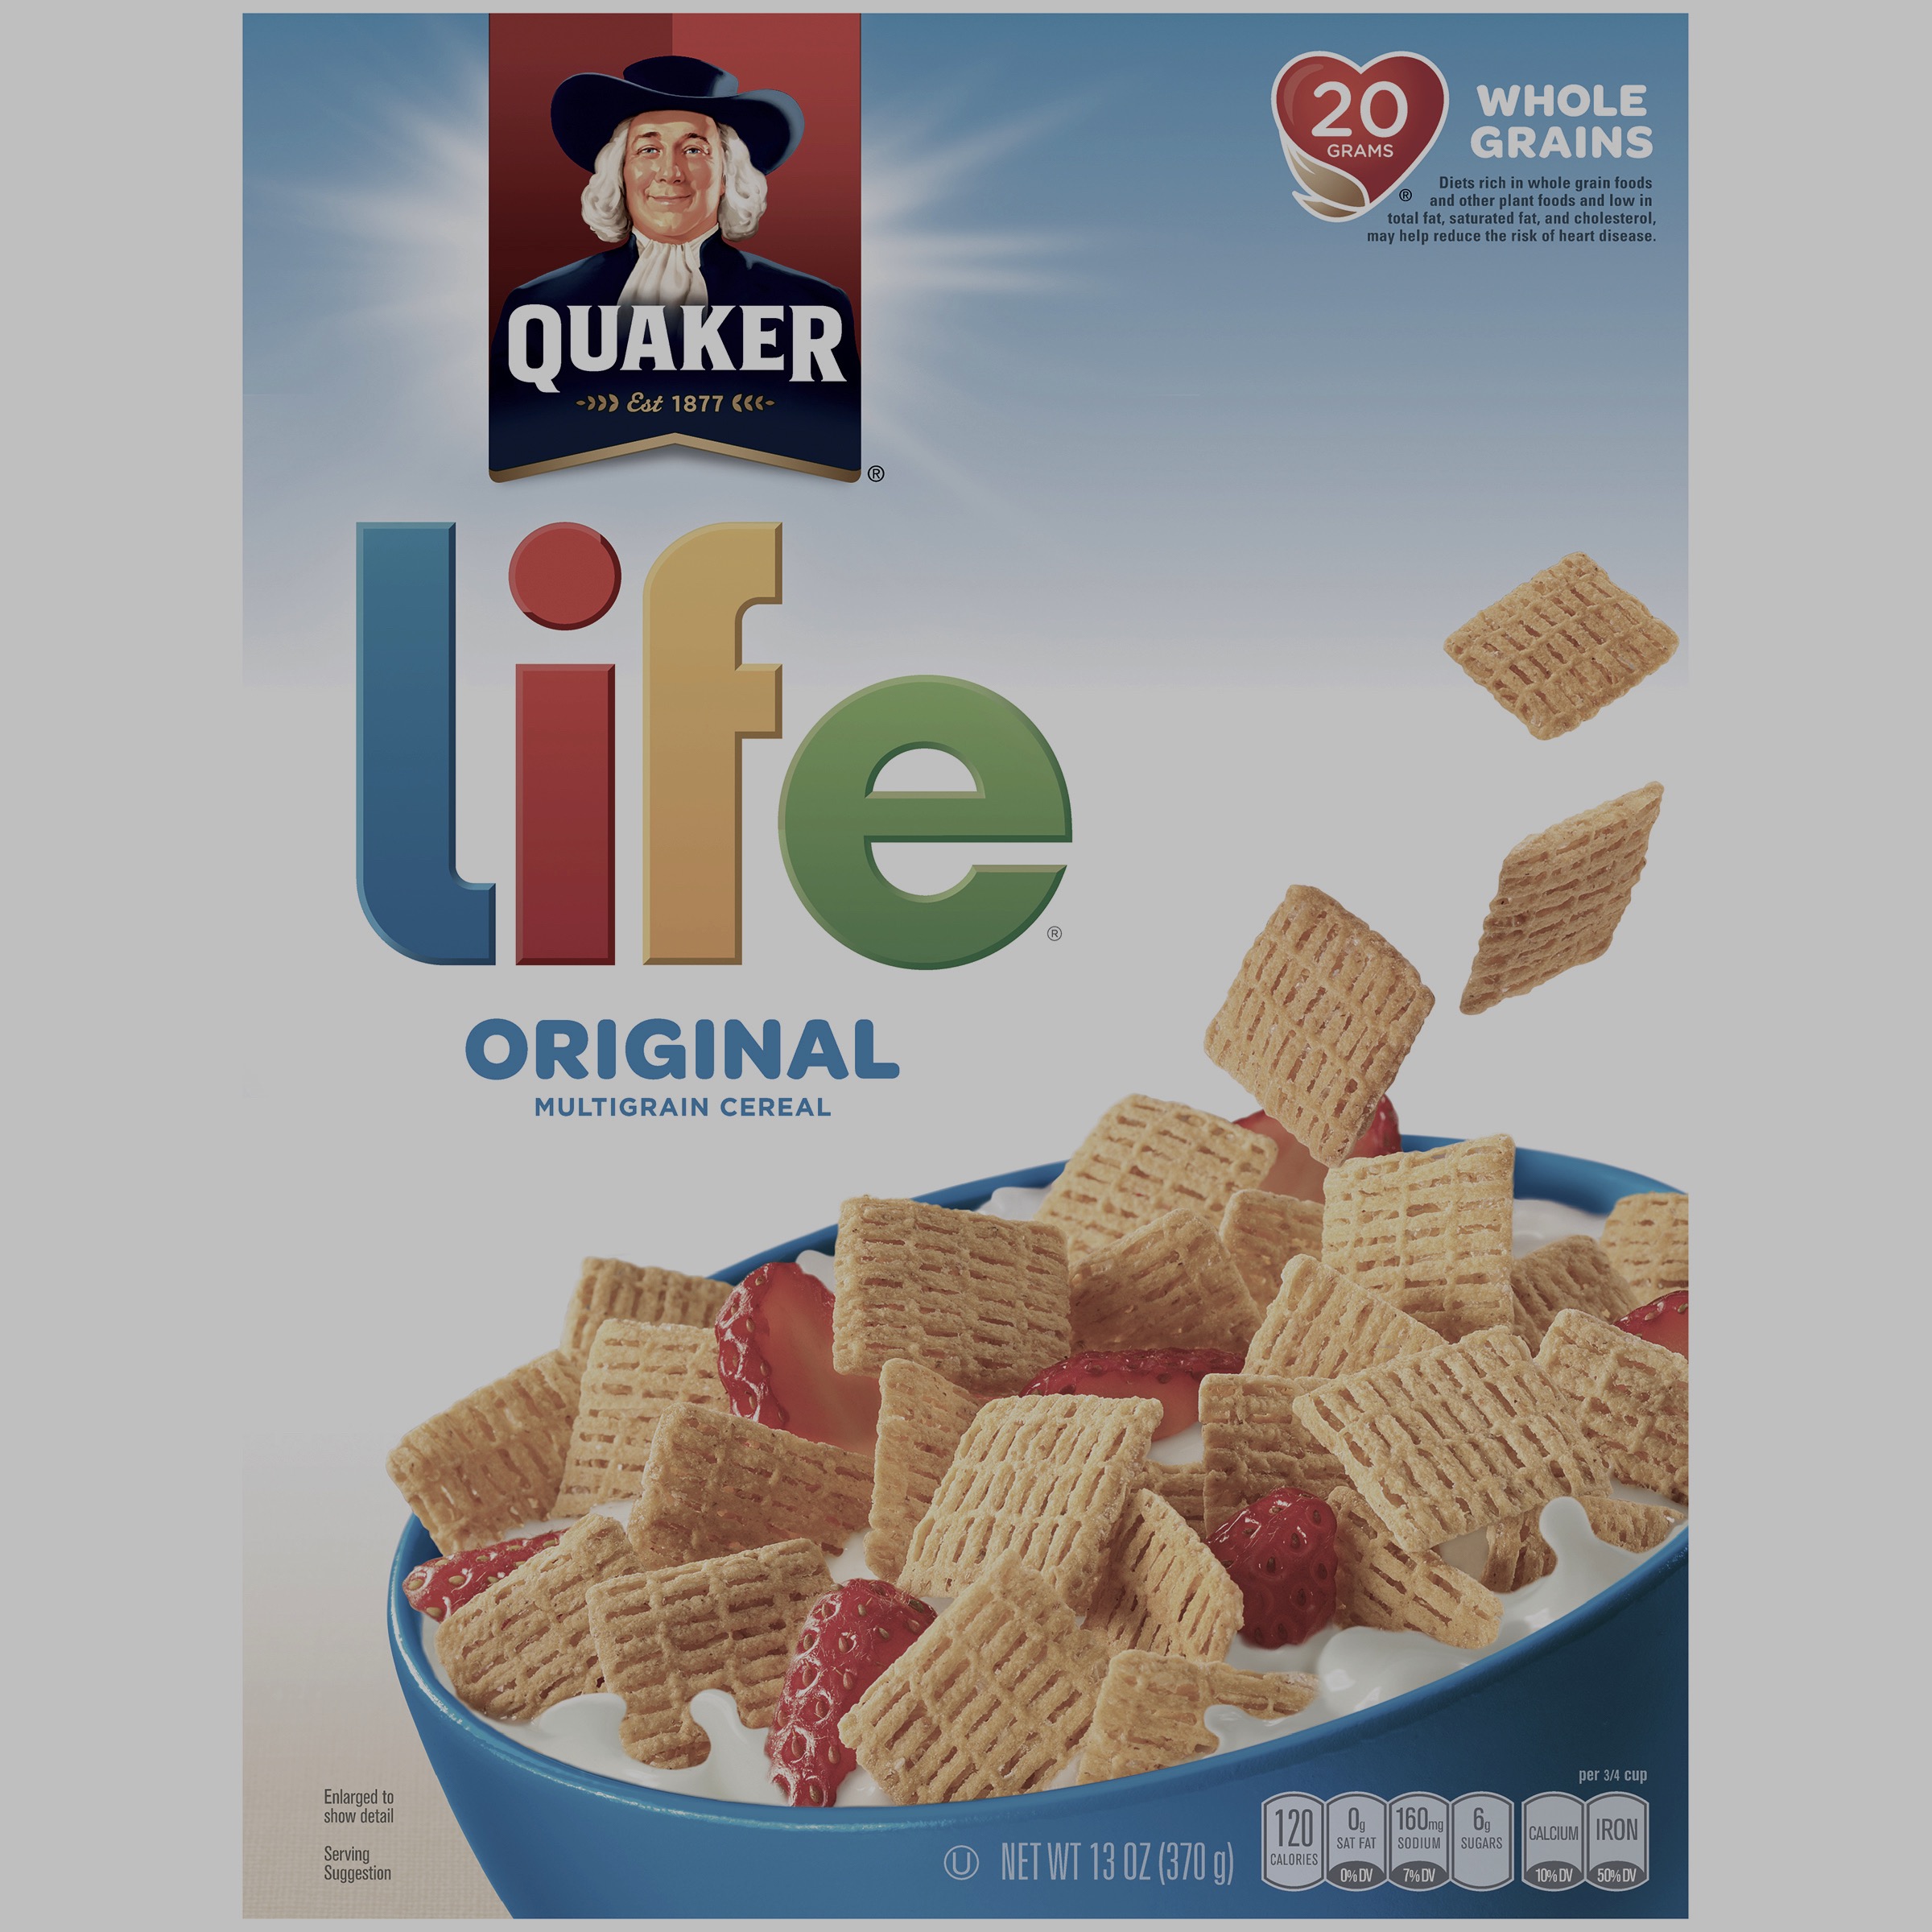 QUAKER
Est 1877
®
20
GRAMS
®
WHOLE
GRAINS
Diets rich in whole grain foods
and other plant foods and low in
total fat, saturated fat, and cholesterol,
may help reduce the risk of heart disease.
life
®
ORIGINAL
MULTIGRAIN CEREAL
Enlarged to
show detail
Serving
Suggestion
U NET WT 13 OZ (370 g)
per 3/4 cup
120
CALORIES
0g
SAT FAT
0% DV
160mg
SODIUM
7% DV
6g
SUGARS
CALCIUM
10% DV
IRON
50% DV